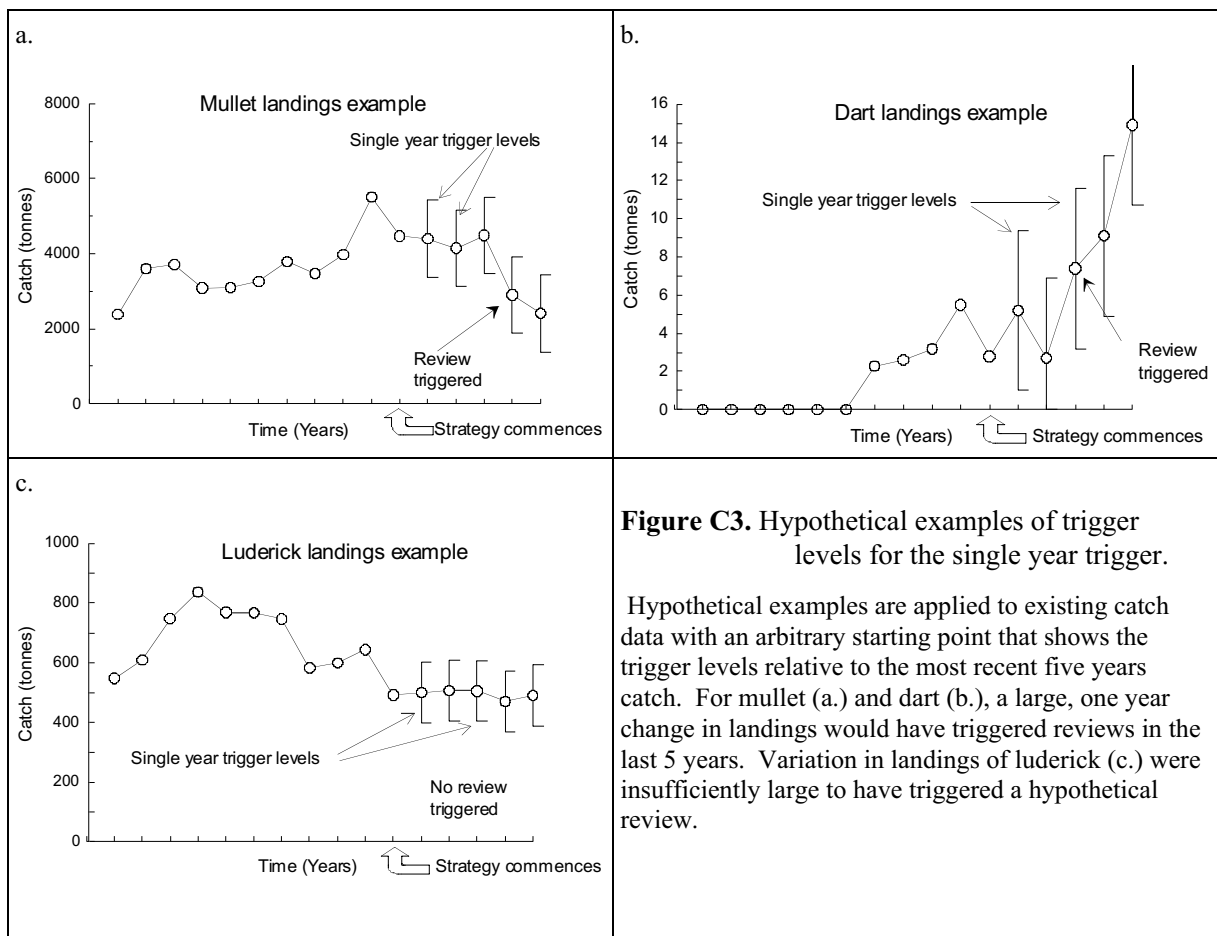 a.
Mullet landings example
Single year trigger levels
Catch (tonnes)
8000
6000
4000
2000
0
Review
triggered
Time (Years)
Strategy commences
b.
Dart landings example
Single year trigger levels
Catch (tonnes)
16
14
12
10
8
6
4
2
0
Review
triggered
Time (Years)
Strategy commences
c.
Luderick landings example
Catch (tonnes)
1000
800
600
400
200
0
Single year trigger levels
No review
triggered
Time (Years)
Strategy commences
Figure C3. Hypothetical examples of trigger
levels for the single year trigger.
Hypothetical examples are applied to existing catch
data with an arbitrary starting point that shows the
trigger levels relative to the most recent five years
catch. For mullet (a.) and dart (b.), a large, one year
change in landings would have triggered reviews in the
last 5 years. Variation in landings of luderick (c.) were
insufficiently large to have triggered a hypothetical
review.